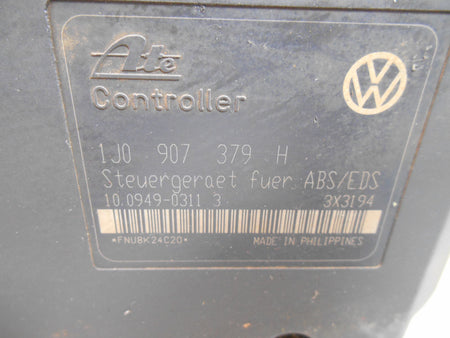 Ate
Controller
1J0 907 379 H
Steuergeraet fuer ABS/EDS
10.0949-0311 3 3X3194
*FNUBK24C20* MADE IN PHILIPPINES